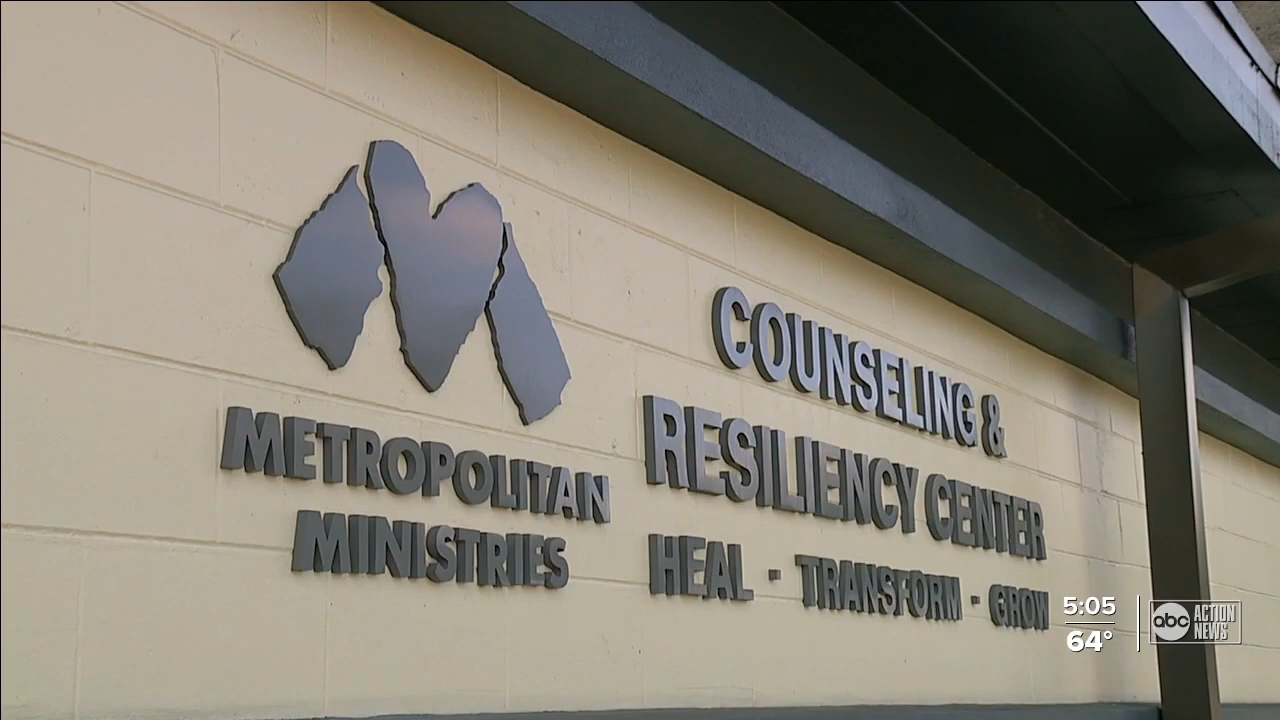 METROPOLITAN
MINISTRIES
COUNSELING &
RESILIENCY CENTER
HEAL - TRANSFORM - GROW
5:05
64°
abc ACTION
NEWS